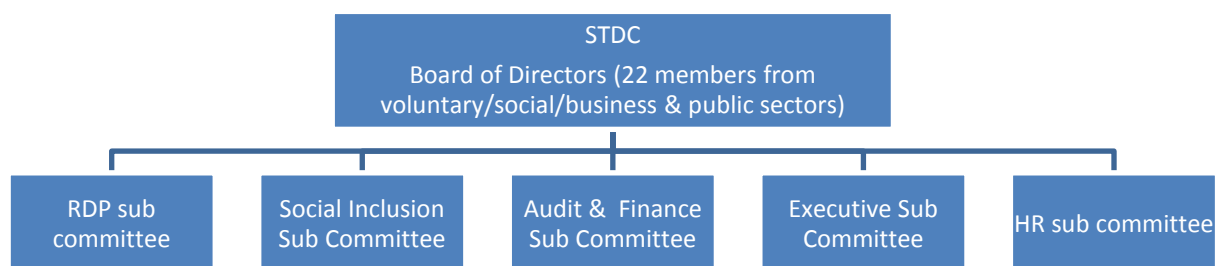 STDC
Board of Directors (22 members from
voluntary/social/business & public sectors)
RDP sub
committee
Social Inclusion
Sub Committee
Audit & Finance
Sub Committee
Executive Sub
Committee
HR sub committee